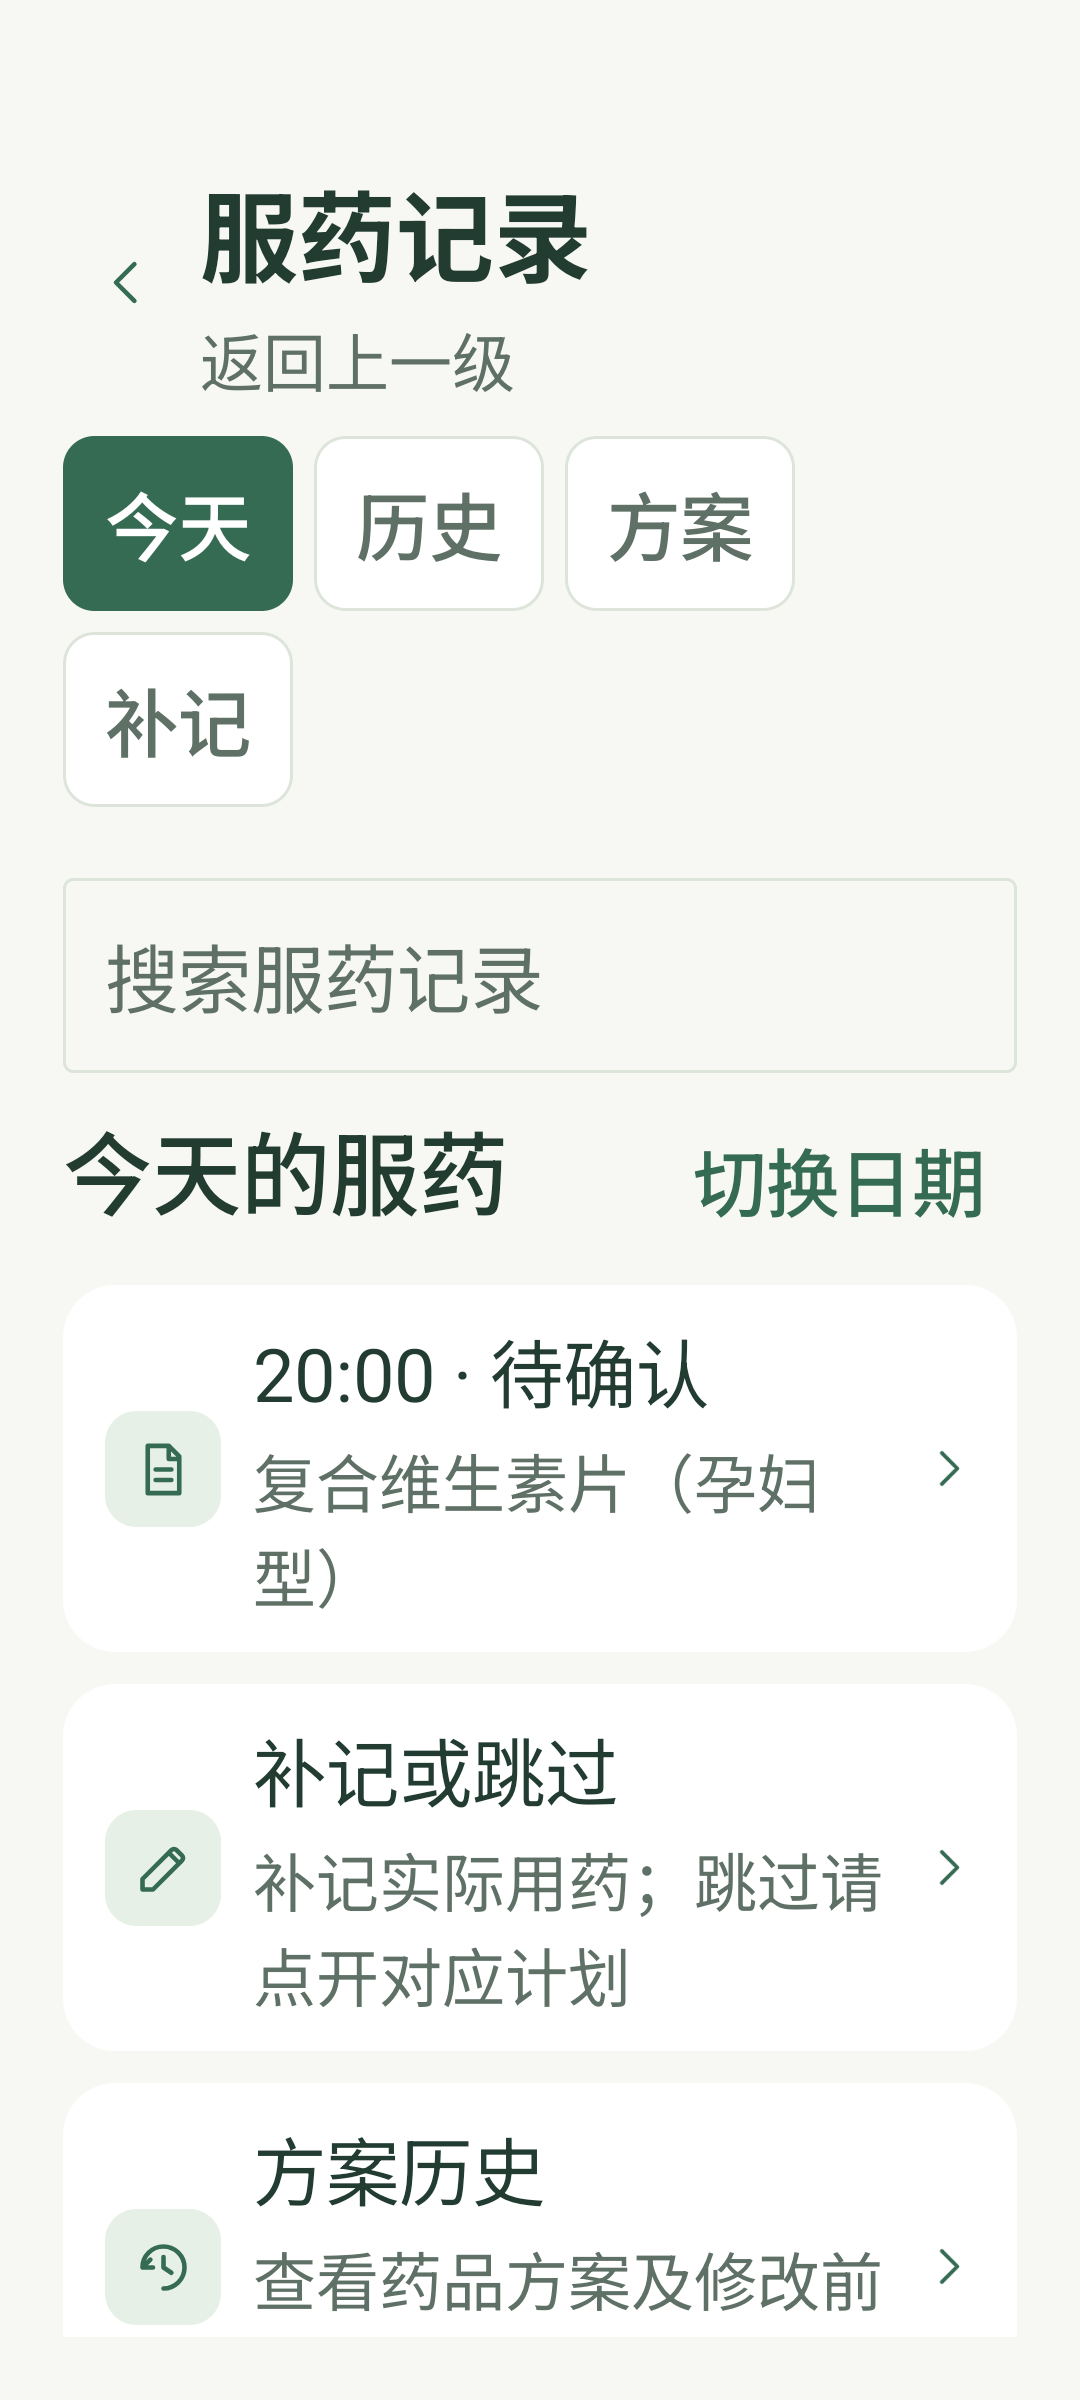 服药记录
返回上一级
今天
历史
方案
补记
搜索服药记录
今天的服药
切换日期
20:00 · 待确认
复合维生素片（孕妇
型）
补记或跳过
补记实际用药；跳过请
点开对应计划
方案历史
查看药品方案及修改前